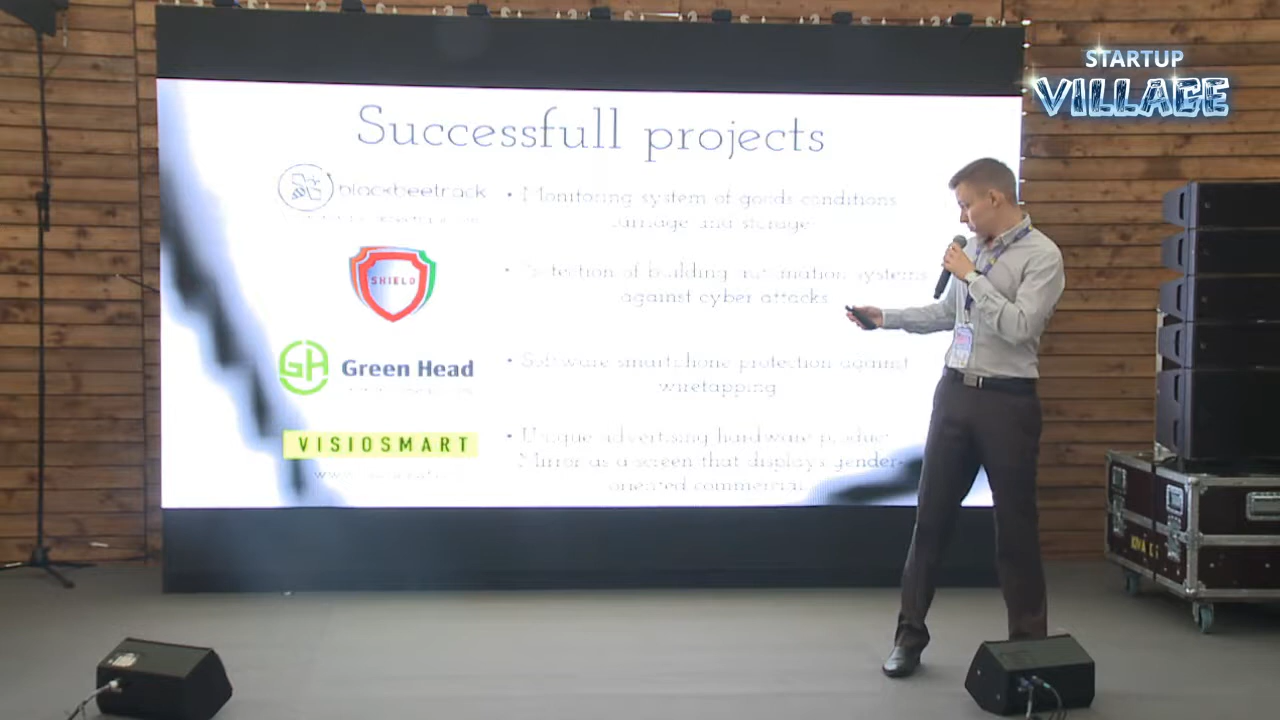 STARTUP
VILLAGE
Successfull projects
blackbeetrack
• Monitoring system of goods conditions
carriage and storage
SHIELD
• Protection of building automation systems
against cyber attacks
GH Green Head
• Software smartphone protection against
wiretapping
VISIOSMART
• Unique advertising hardware product
Mirror as a screen that displays gender-
oriented commercial